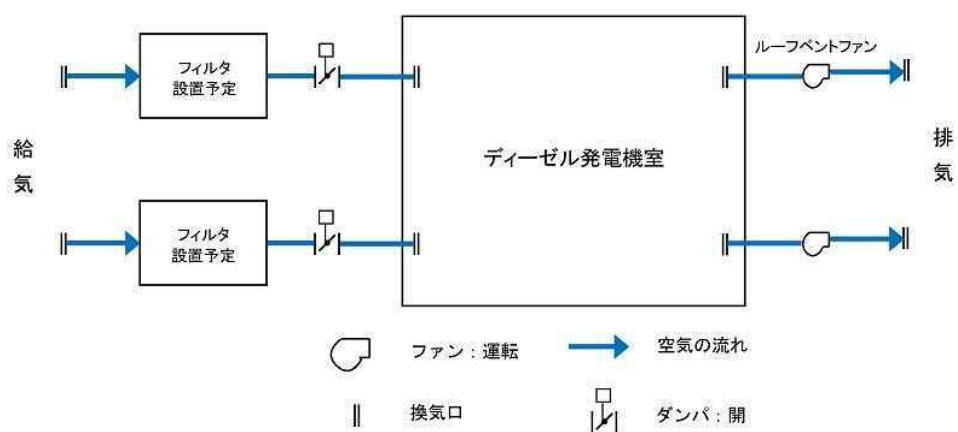 ルーフベントファン
フィルタ
設置予定
給
気
ディーゼル発電機室
排
気
フィルタ
設置予定
ファン：運転
空気の流れ
換気口
ダンパ：開